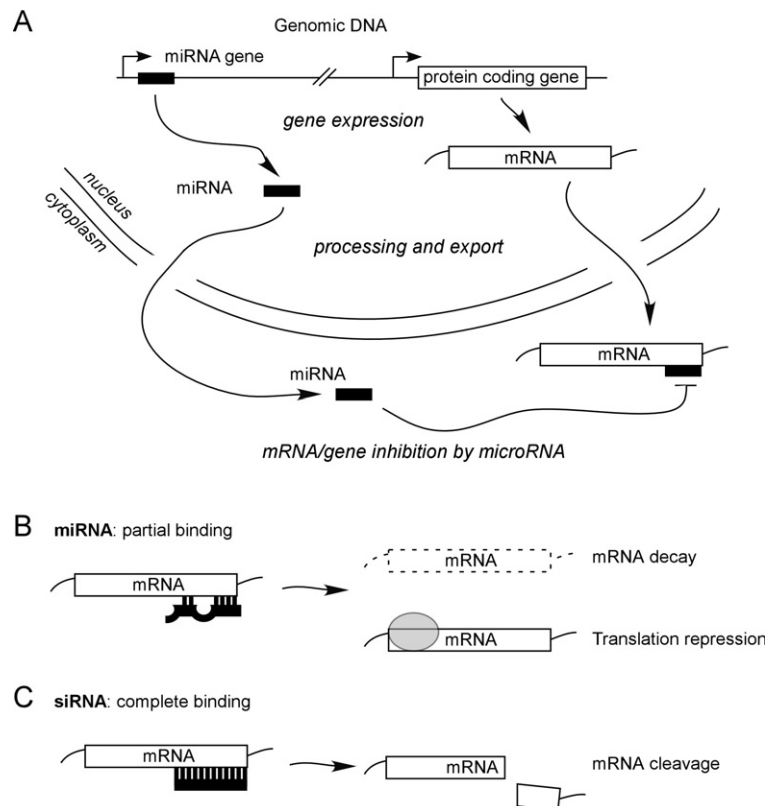 A
Genomic DNA
miRNA gene
protein coding gene
gene expression
mRNA
miRNA
nucleus
cytoplasm
processing and export
mRNA
miRNA
mRNA/gene inhibition by microRNA
B miRNA: partial binding
mRNA
mRNA
mRNA decay
mRNA
Translation repression
C siRNA: complete binding
mRNA
mRNA
mRNA cleavage